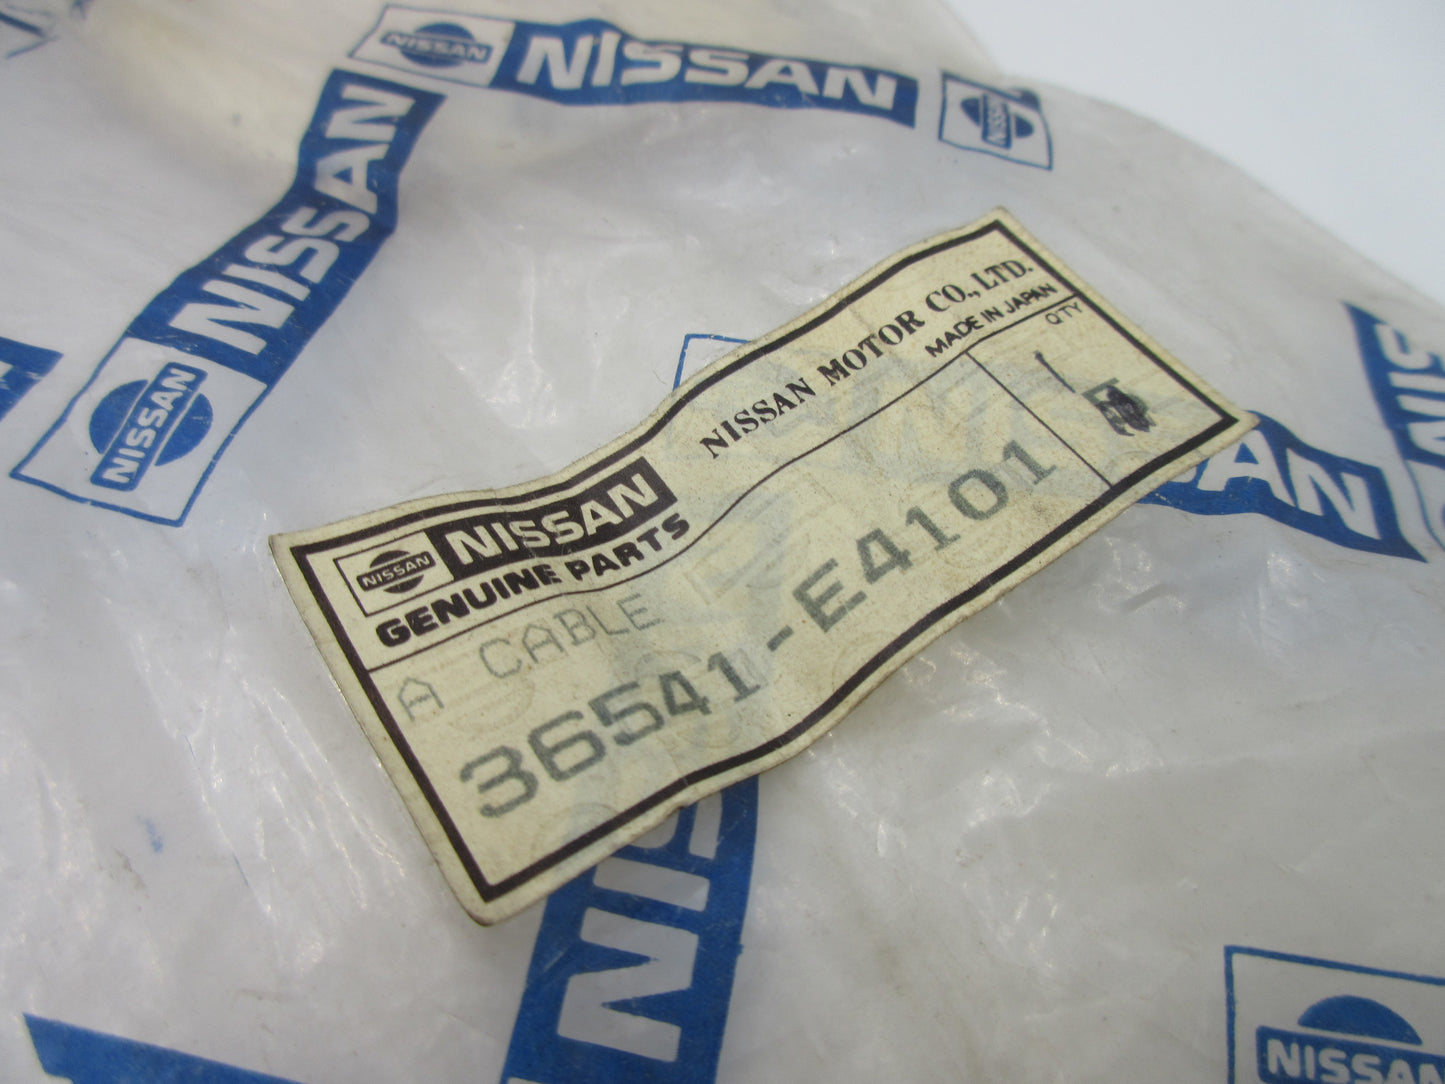 NISSAN NISSAN NISSAN
NISSAN
NISSAN
NISSAN MOTOR CO., LTD.
MADE IN JAPAN
NISSAN NISSAN
GENUINE PARTS
QTY
A CABLE
36541-E4101
NISSAN